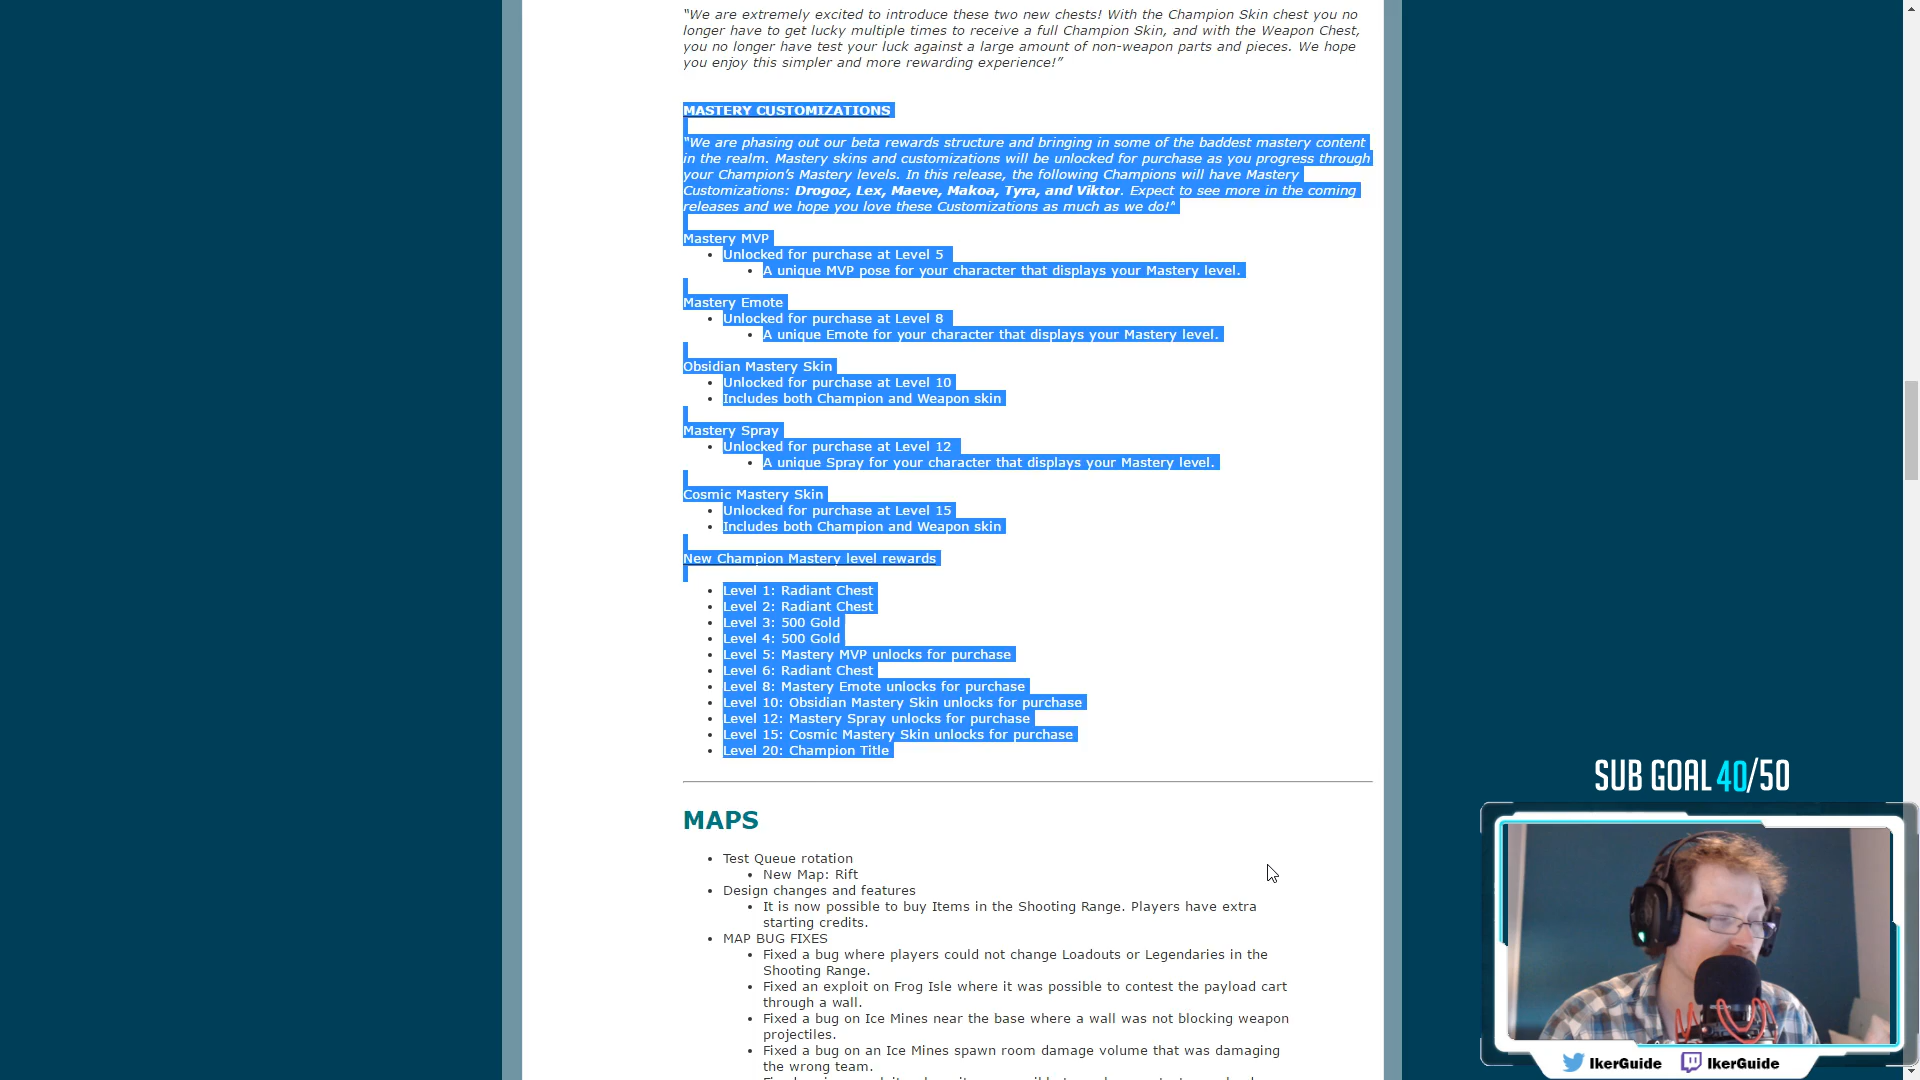 “We are extremely excited to introduce these two new chests! With the Champion Skin chest you no
longer have to get lucky multiple times to receive a full Champion Skin, and with the Weapon Chest,
you no longer have test your luck against a large amount of non-weapon parts and pieces. We hope
you enjoy this simpler and more rewarding experience!”
MASTERY CUSTOMIZATIONS
“We are phasing out our beta rewards structure and bringing in some of the baddest mastery content
in the realm. Mastery skins and customizations will be unlocked for purchase as you progress through
your Champion’s Mastery levels. In this release, the following Champions will have Mastery
Customizations: Drogoz, Lex, Maeve, Makoa, Tyra, and Viktor. Expect to see more in the coming
releases and we hope you love these Customizations as much as we do!"
Mastery MVP
• Unlocked for purchase at Level 5
• A unique MVP pose for your character that displays your Mastery level.
Mastery Emote
• Unlocked for purchase at Level 8
• A unique Emote for your character that displays your Mastery level.
Obsidian Mastery Skin
• Unlocked for purchase at Level 10
• Includes both Champion and Weapon skin
Mastery Spray
• Unlocked for purchase at Level 12
• A unique Spray for your character that displays your Mastery level.
Cosmic Mastery Skin
• Unlocked for purchase at Level 15
• Includes both Champion and Weapon skin
New Champion Mastery level rewards
• Level 1: Radiant Chest
• Level 2: Radiant Chest
• Level 3: 500 Gold
• Level 4: 500 Gold
• Level 5: Mastery MVP unlocks for purchase
• Level 6: Radiant Chest
• Level 8: Mastery Emote unlocks for purchase
• Level 10: Obsidian Mastery Skin unlocks for purchase
• Level 12: Mastery Spray unlocks for purchase
• Level 15: Cosmic Mastery Skin unlocks for purchase
• Level 20: Champion Title
MAPS
• Test Queue rotation
• New Map: Rift
• Design changes and features
• It is now possible to buy Items in the Shooting Range. Players have extra
starting credits.
• MAP BUG FIXES
• Fixed a bug where players could not change Loadouts or Legendaries in the
Shooting Range.
• Fixed an exploit on Frog Isle where it was possible to contest the payload cart
through a wall.
• Fixed a bug on Ice Mines near the base where a wall was not blocking weapon
projectiles.
• Fixed a bug on an Ice Mines spawn room damage volume that was damaging
the wrong team.
SUB GOAL 40/50
IkerGuide IkerGuide